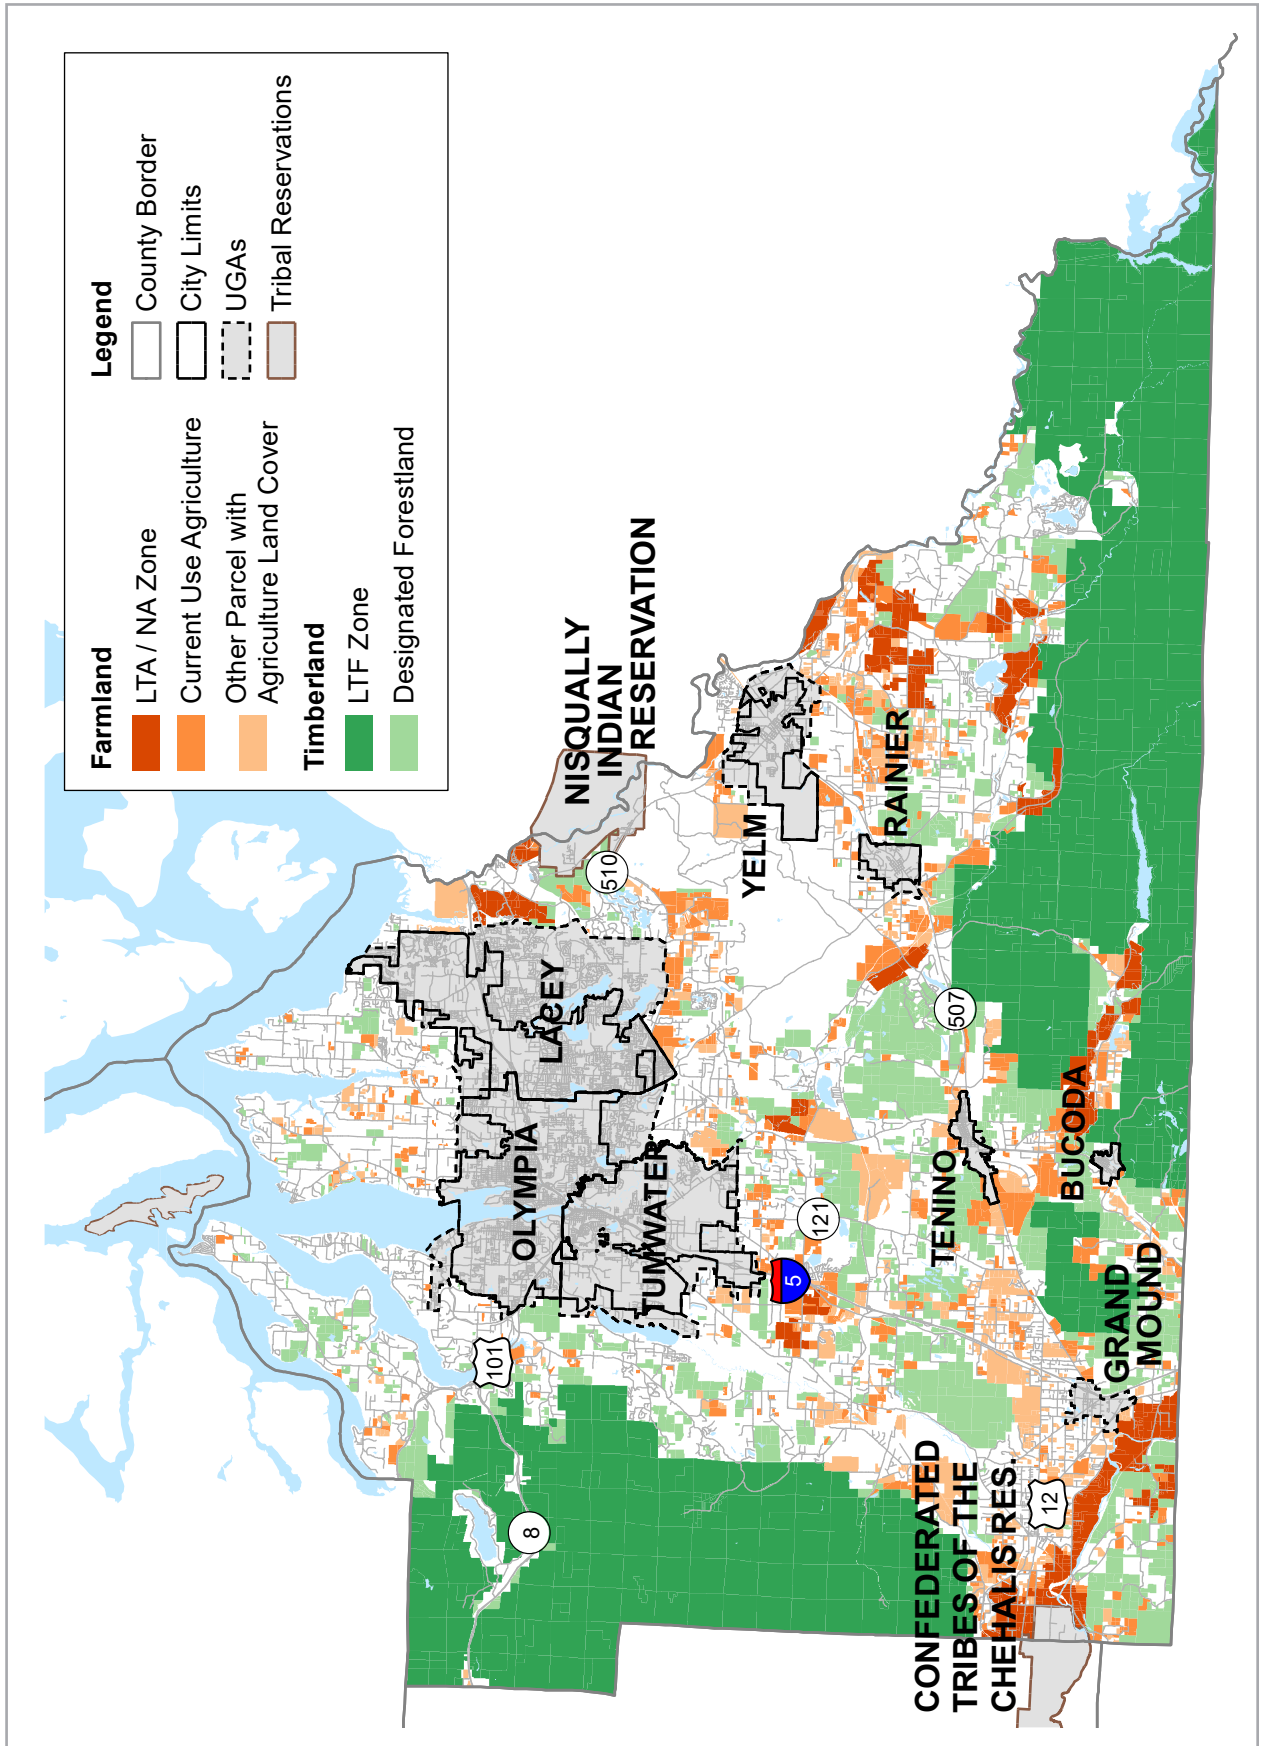 Legend
Farmland
LTA / NA Zone
Current Use Agriculture
Other Parcel with
Agriculture Land Cover
Timberland
LTF Zone
Designated Forestland
County Border
City Limits
UGAs
Tribal Reservations
NISQUALLY
INDIAN
RESERVATION
510
LACEY
OLYMPIA
TUMWATER
101
8
YELM
RAINIER
507
121
5
TENINO
BUCODA
GRAND
MOUND
CONFEDERATED
TRIBES OF THE
CHEHALIS RES.
12